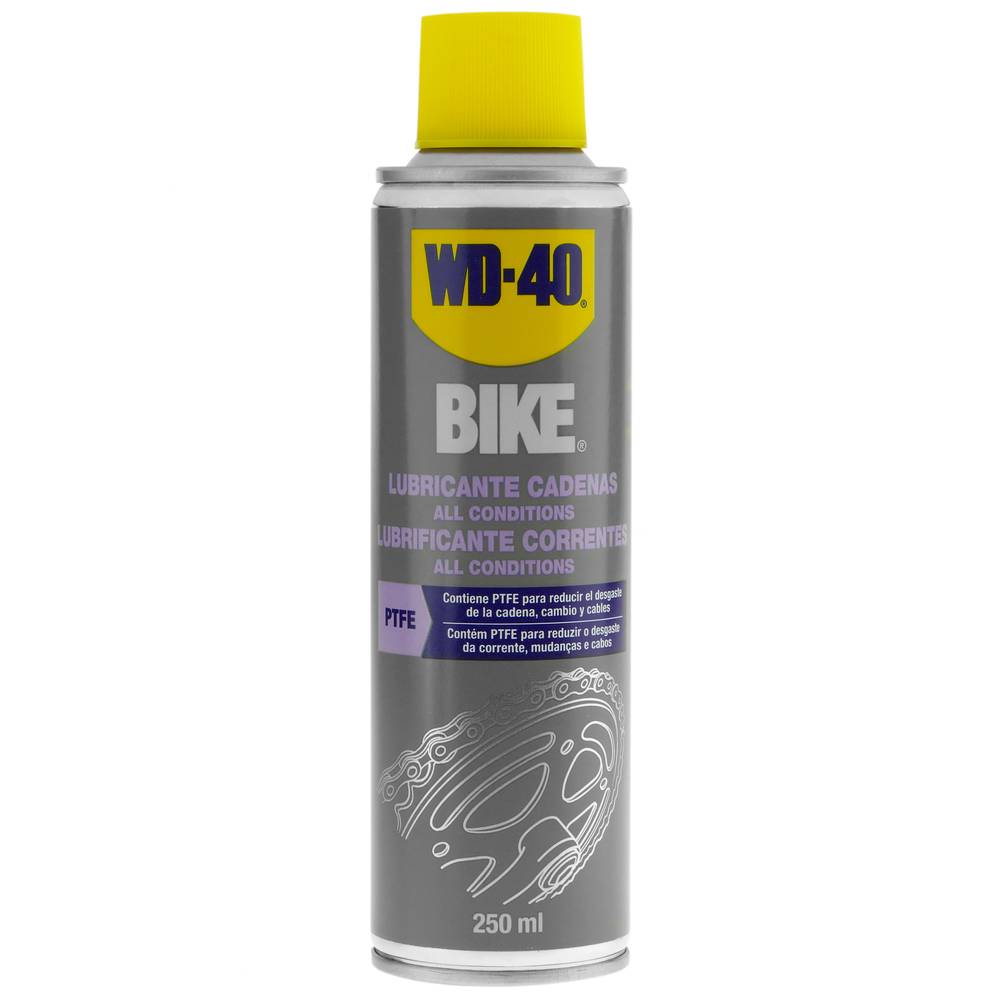 WD-40®
BIKE®
LUBRICANTE CADENAS
ALL CONDITIONS
LUBRIFICANTE CORRENTES
ALL CONDITIONS
PTFE
Contiene PTFE para reducir el desgaste
de la cadena, cambio y cables
Contém PTFE para reduzir o desgaste
da corrente, mudanças e cabos
250 ml